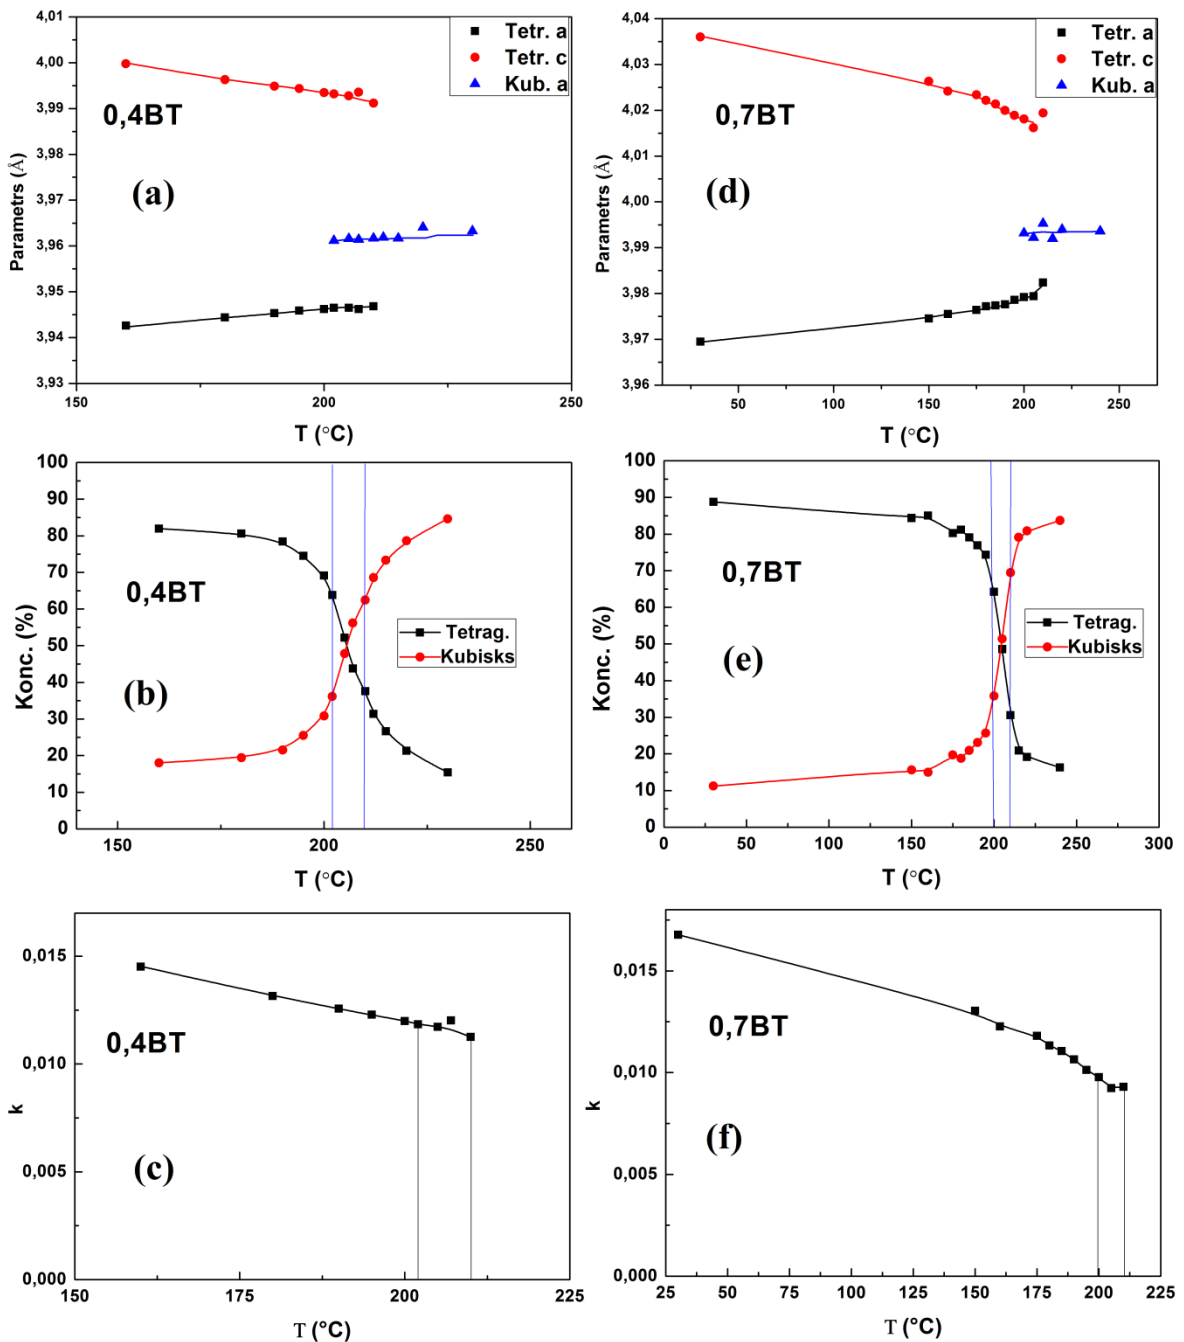 4,01
4,00
3,99
3,98
3,97
3,96
3,95
3,94
3,93
Parametrs (Å)
Tetr. a
Tetr. c
Kub. a
0,4BT
(a)
150
200
250
T (°C)
4,04
4,03
4,02
4,01
4,00
3,99
3,98
3,97
3,96
Parametrs (Å)
Tetr. a
Tetr. c
Kub. a
0,7BT
(d)
50
100
150
200
250
T (°C)
100
90
80
70
60
50
40
30
20
10
0
Konc. (%)
0,4BT
Tetrag.
Kubisks
(b)
150
200
250
T (°C)
100
90
80
70
60
50
40
30
20
10
0
Konc. (%)
0,7BT
Tetrag.
Kubisks
(e)
0
50
100
150
200
250
300
T (°C)
0,015
0,010
0,005
0,000
k
0,4BT
(c)
150
175
200
225
T (°C)
0,015
0,010
0,005
0,000
k
0,7BT
(f)
25
50
75
100
125
150
175
200
225
T (°C)